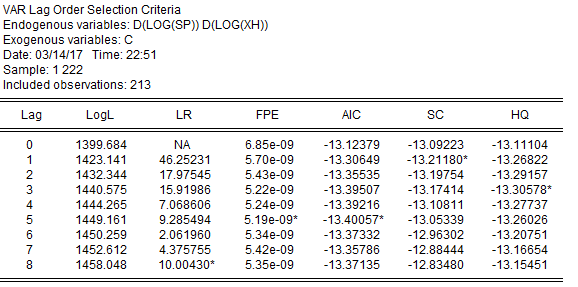 VAR Lag Order Selection Criteria
Endogenous variables: D(LOG(SP)) D(LOG(XH))
Exogenous variables: C
Date: 03/14/17 Time: 22:51
Sample: 1 222
Included observations: 213
Lag LogL LR FPE AIC SC HQ
0 1399.684 NA 6.85e-09 -13.12379 -13.09223 -13.11104
1 1423.141 46.25231 5.70e-09 -13.30649 -13.21180* -13.26822
2 1432.344 17.97545 5.43e-09 -13.35535 -13.19754 -13.29157
3 1440.575 15.91986 5.22e-09 -13.39507 -13.17414 -13.30578*
4 1444.265 7.068606 5.24e-09 -13.39216 -13.10811 -13.27737
5 1449.161 9.285494 5.19e-09* -13.40057* -13.05339 -13.26026
6 1450.259 2.061960 5.34e-09 -13.37332 -12.96302 -13.20751
7 1452.612 4.375755 5.42e-09 -13.35786 -12.88444 -13.16654
8 1458.048 10.00430* 5.35e-09 -13.37135 -12.83480 -13.15451